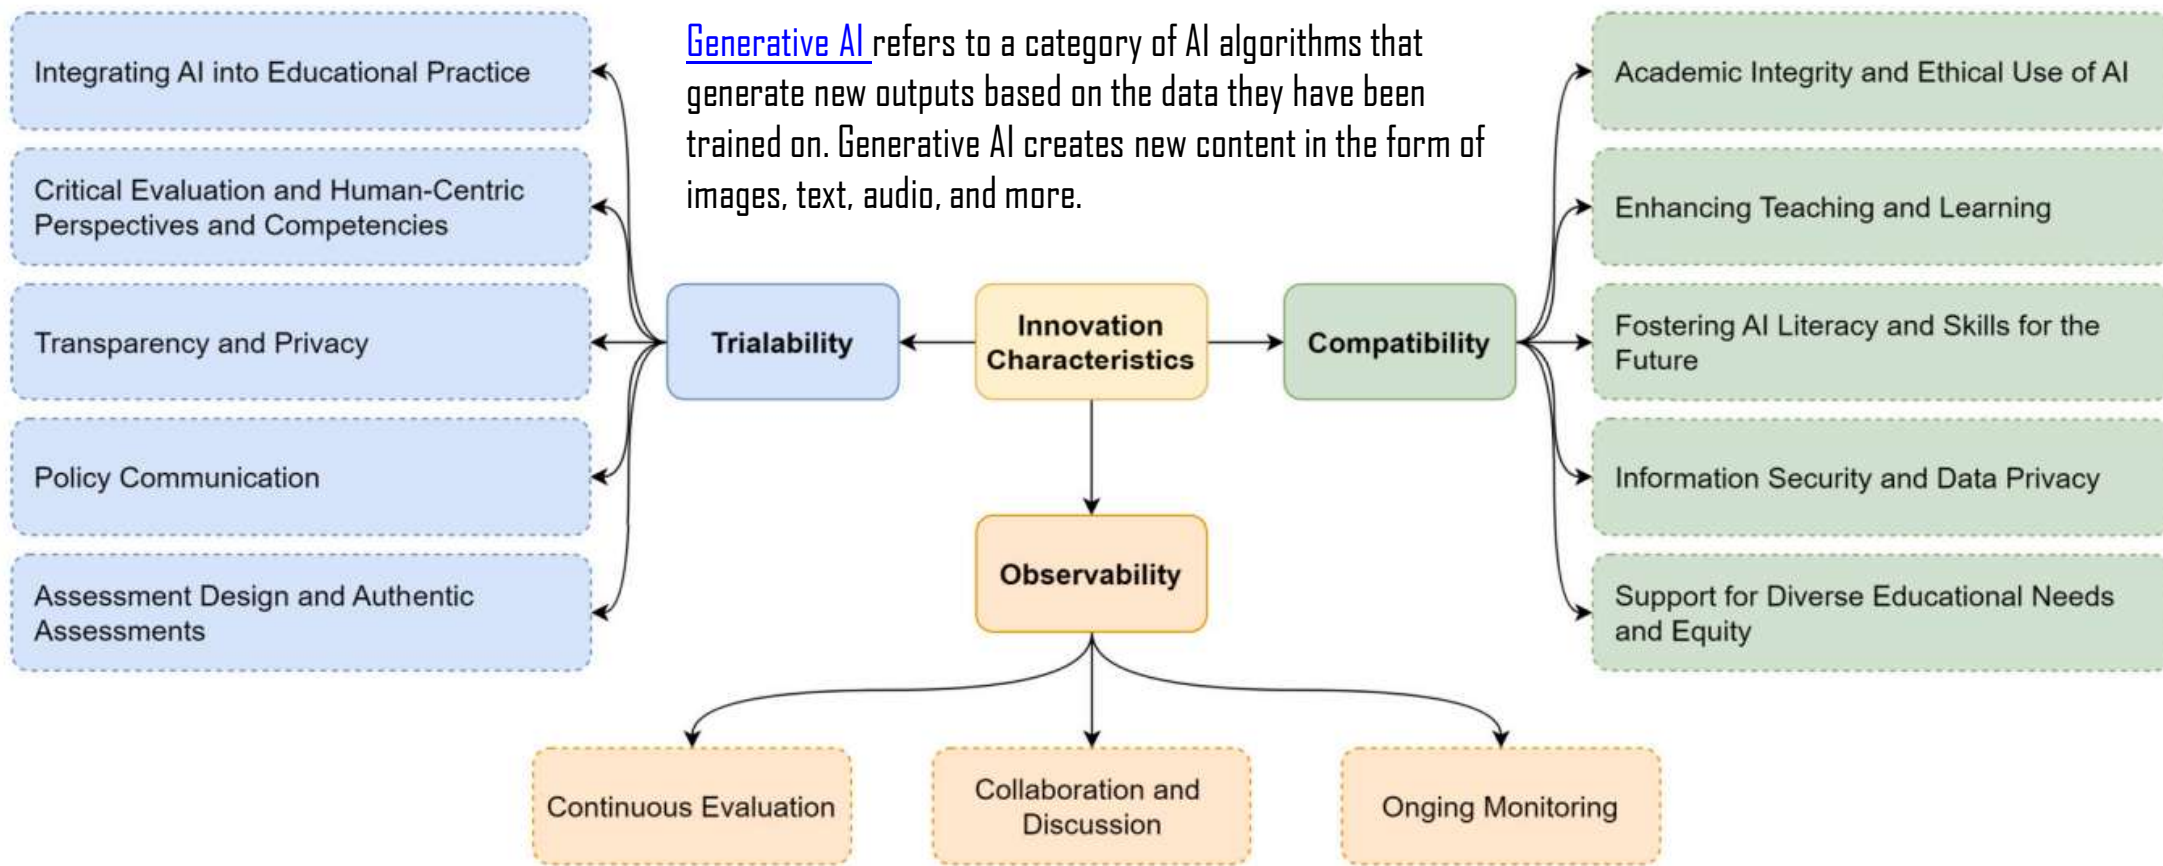 Generative AI refers to a category of AI algorithms that
generate new outputs based on the data they have been
trained on. Generative AI creates new content in the form of
images, text, audio, and more.
Integrating AI into Educational Practice
Critical Evaluation and Human-Centric
Perspectives and Competencies
Transparency and Privacy
Policy Communication
Assessment Design and Authentic
Assessments
Trialability
Innovation
Characteristics
Compatibility
Observability
Academic Integrity and Ethical Use of AI
Enhancing Teaching and Learning
Fostering AI Literacy and Skills for the
Future
Information Security and Data Privacy
Support for Diverse Educational Needs
and Equity
Continuous Evaluation
Collaboration and
Discussion
Onging Monitoring